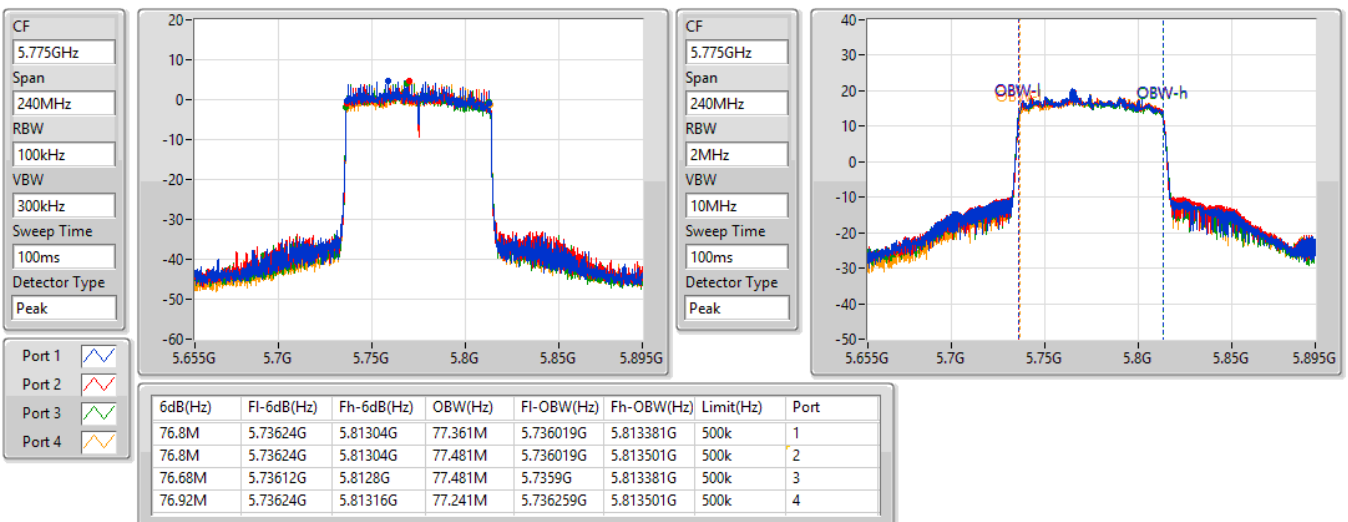 CF
5.775GHz
Span
240MHz
RBW
100kHz
VBW
300kHz
Sweep Time
100ms
Detector Type
Peak
20
10
0
-10
-20
-30
-40
-50
-60
5.655G 5.7G 5.75G 5.8G 5.85G 5.895G
CF
5.775GHz
Span
240MHz
RBW
2MHz
VBW
10MHz
Sweep Time
100ms
Detector Type
Peak
40
30
20
10
0
-10
-20
-30
-40
-50
OBW-l OBW-h
5.655G 5.7G 5.75G 5.8G 5.85G 5.895G
Port 1
Port 2
Port 3
Port 4
6dB(Hz) Fl-6dB(Hz) Fh-6dB(Hz) OBW(Hz) Fl-OBW(Hz) Fh-OBW(Hz) Limit(Hz) Port
76.8M 5.73624G 5.81304G 77.361M 5.736019G 5.813381G 500k 1
76.8M 5.73624G 5.81304G 77.481M 5.736019G 5.813501G 500k 2
76.68M 5.73612G 5.8128G 77.481M 5.7359G 5.813381G 500k 3
76.92M 5.73624G 5.81316G 77.241M 5.736259G 5.813501G 500k 4